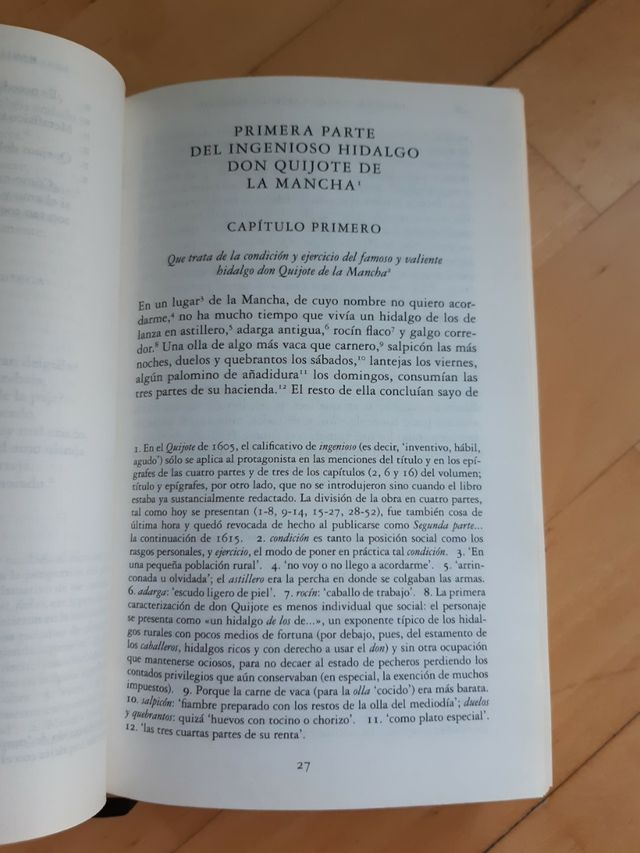 PRIMERA PARTE
DEL INGENIOSO HIDALGO
DON QUIJOTE DE
LA MANCHA¹
CAPÍTULO PRIMERO
Que trata de la condición y ejercicio del famoso y valiente
hidalgo don Quijote de la Mancha²
En un lugar³ de la Mancha, de cuyo nombre no quiero acor-
darme,⁴ no ha mucho tiempo que vivía un hidalgo de los de
lanza en astillero,⁵ adarga antigua,⁶ rocín flaco⁷ y galgo corre-
dor.⁸ Una olla de algo más vaca que carnero,⁹ salpicón las más
noches, duelos y quebrantos los sábados,¹⁰ lantejas los viernes,
algún palomino de añadidura¹¹ los domingos, consumían las
tres partes de su hacienda.¹² El resto de ella concluían sayo de
1. En el Quijote de 1605, el calificativo de ingenioso (es decir, ‘inventivo, hábil,
agudo’) sólo se aplica al protagonista en las menciones del título y en los epí-
grafes de las cuatro partes y de tres de los capítulos (2, 6 y 16) del volumen;
título y epígrafes, por otro lado, que no se introdujeron sino cuando el libro
estaba ya sustancialmente redactado. La división de la obra en cuatro partes,
tal como hoy se presentan (1-8, 9-14, 15-27, 28-52), fue también cosa de
última hora y quedó revocada de hecho al publicarse como Segunda parte...
la continuación de 1615. 2. condición es tanto la posición social como los
rasgos personales, y ejercicio, el modo de poner en práctica tal condición. 3. ‘En
una pequeña población rural’. 4. ‘no voy o no llego a acordarme’. 5. ‘arrin-
conada u olvidada’; el astillero era la percha en donde se colgaban las armas.
6. adarga: ‘escudo ligero de piel’. 7. rocín: ‘caballo de trabajo’. 8. La primera
caracterización de don Quijote es menos individual que social: el personaje
se presenta como «un hidalgo de los de...», un exponente típico de los hidal-
gos rurales con pocos medios de fortuna (por debajo, pues, del estamento de
los caballeros, hidalgos ricos y con derecho a usar el don) y sin otra ocupación
que mantenerse ociosos, para no decaer al estado de pecheros perdiendo los
contados privilegios que aún conservaban (en especial, la exención de muchos
impuestos). 9. Porque la carne de vaca (para la olla ‘cocido’) era más barata.
10. salpicón: ‘fiambre preparado con los restos de la olla del mediodía’; duelos
y quebrantos: quizá ‘huevos con tocino o chorizo’. 11. ‘como plato especial’.
12. ‘las tres cuartas partes de su renta’.
27